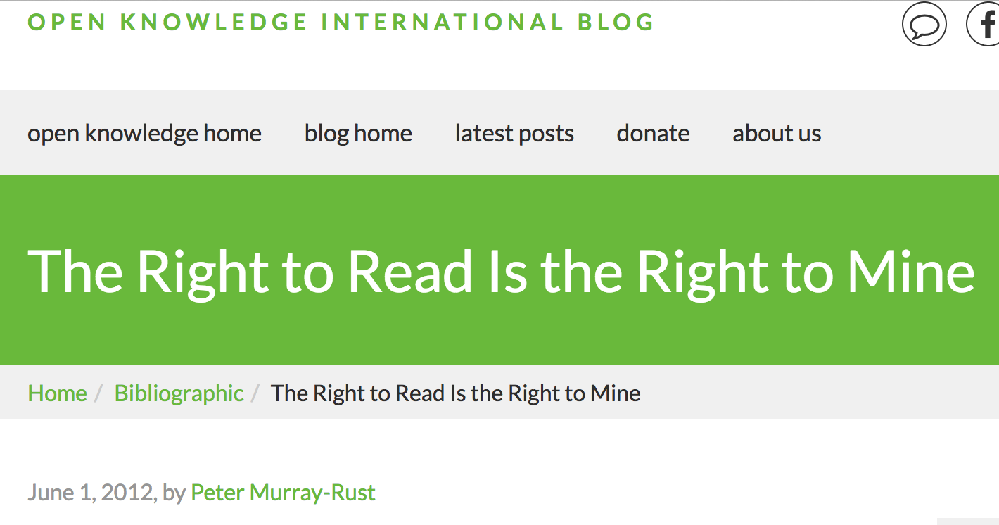 OPEN KNOWLEDGE INTERNATIONAL BLOG
open knowledge home blog home latest posts donate about us
The Right to Read Is the Right to Mine
Home / Bibliographic / The Right to Read Is the Right to Mine
June 1, 2012, by Peter Murray-Rust